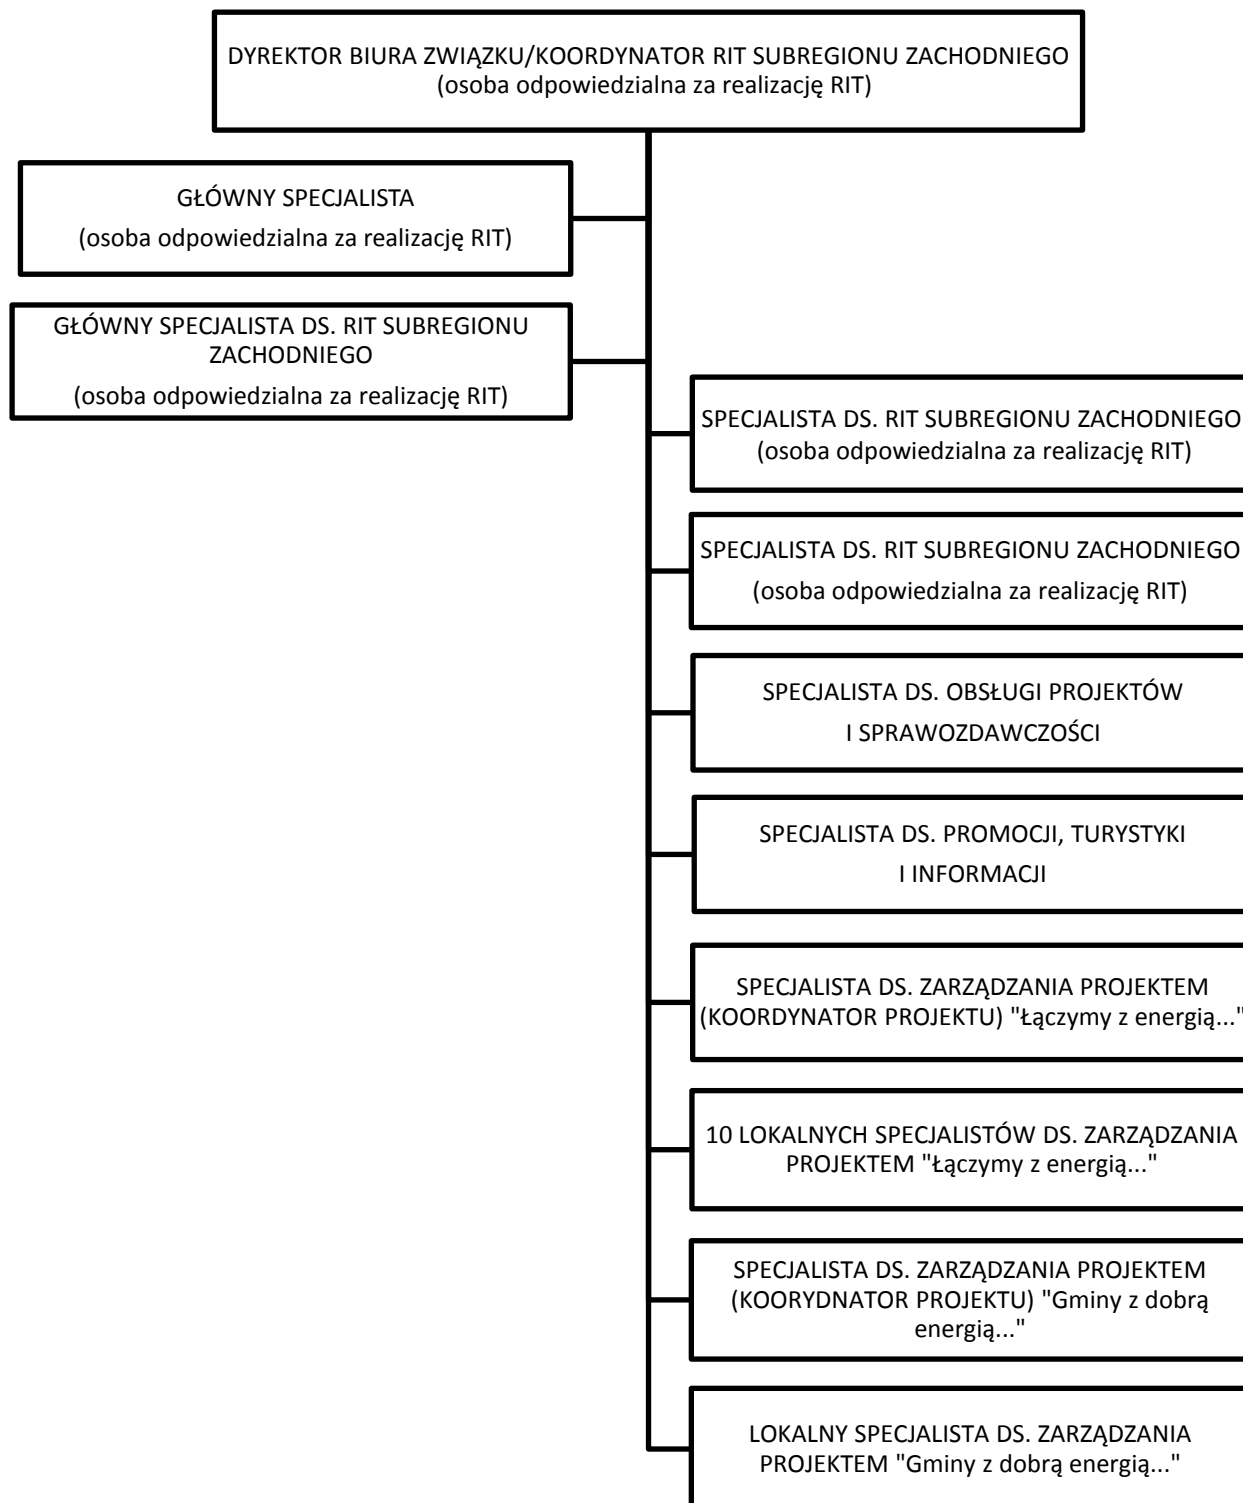 DYREKTOR BIURA ZWIĄZKU/KOORDYNATOR RIT SUBREGIONU ZACHODNIEGO
(osoba odpowiedzialna za realizację RIT)
GŁÓWNY SPECJALISTA
(osoba odpowiedzialna za realizację RIT)
GŁÓWNY SPECJALISTA DS. RIT SUBREGIONU
ZACHODNIEGO
(osoba odpowiedzialna za realizację RIT)
SPECJALISTA DS. RIT SUBREGIONU ZACHODNIEGO
(osoba odpowiedzialna za realizację RIT)
SPECJALISTA DS. RIT SUBREGIONU ZACHODNIEGO
(osoba odpowiedzialna za realizację RIT)
SPECJALISTA DS. OBSŁUGI PROJEKTÓW
I SPRAWOZDAWCZOŚCI
SPECJALISTA DS. PROMOCJI, TURYSTYKI
I INFORMACJI
SPECJALISTA DS. ZARZĄDZANIA PROJEKTEM
(KOORDYNATOR PROJEKTU) "Łączymy z energią..."
10 LOKALNYCH SPECJALISTÓW DS. ZARZĄDZANIA
PROJEKTEM "Łączymy z energią..."
SPECJALISTA DS. ZARZĄDZANIA PROJEKTEM
(KOORYDNATOR PROJEKTU) "Gminy z dobrą
energią..."
LOKALNY SPECJALISTA DS. ZARZĄDZANIA
PROJEKTEM "Gminy z dobrą energią..."